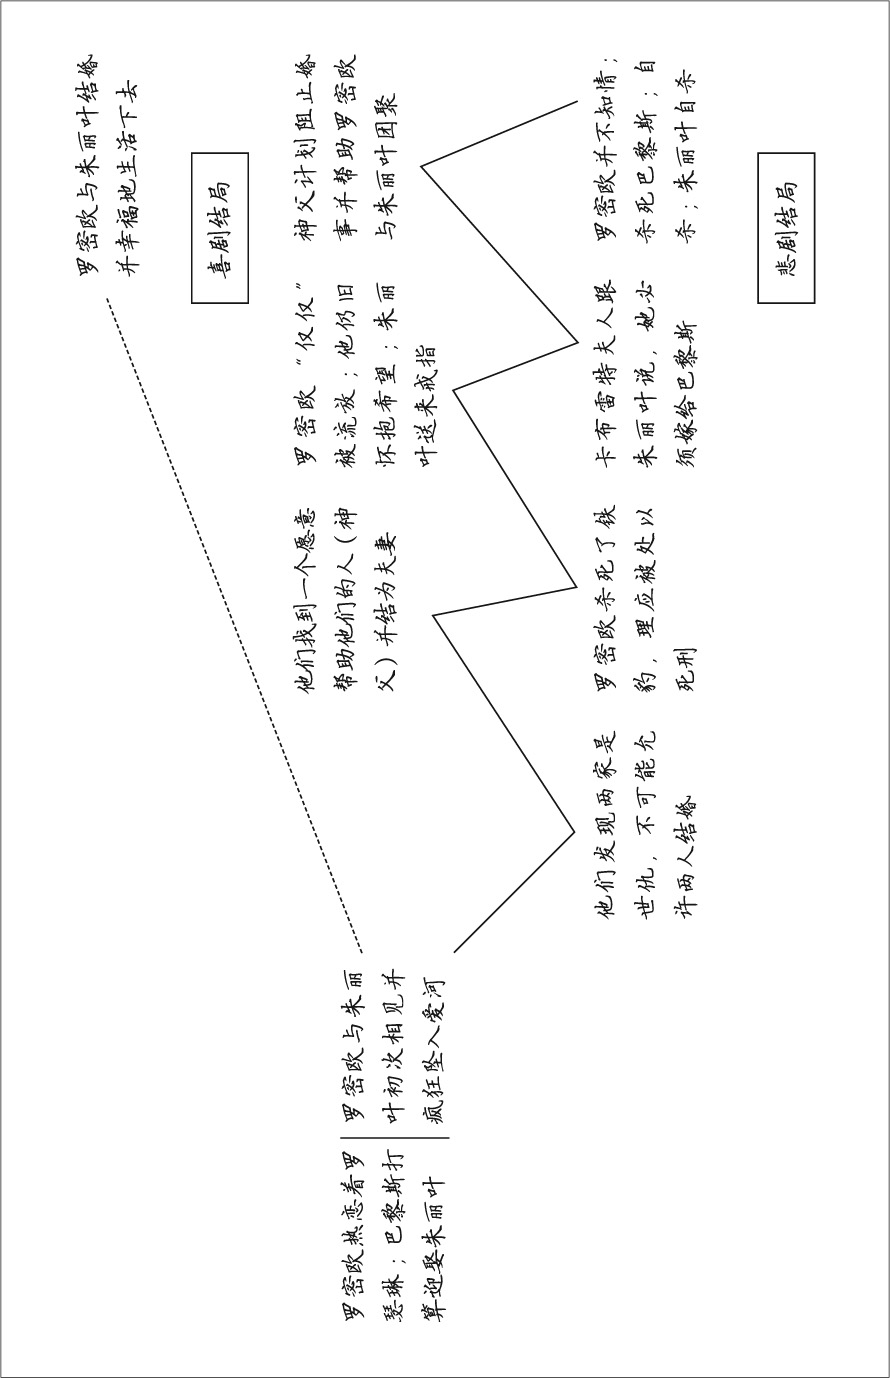 罗密欧热恋着罗
瑟琳；巴黎斯打
算迎娶朱丽叶
罗密欧与朱丽
叶初次相见并
疯狂坠入爱河
他们发现两家是
世仇，不可能允
许两人结婚
他们找到一个愿意
帮助他们的人（神
父）并结为夫妻
罗密欧杀死了铁
豹，理应被处以
死刑
罗密欧“仅仅”
被流放；他仍旧
怀抱希望；朱丽
叶送来戒指
卡布雷特夫人跟
朱丽叶说，她必
须嫁给巴黎斯
神父计划阻止婚
事并帮助罗密欧
与朱丽叶团聚
罗密欧并不知情；
杀死巴黎斯；自
杀；朱丽叶自杀
罗密欧与朱丽叶结婚
并幸福地生活下去
喜剧结局
悲剧结局